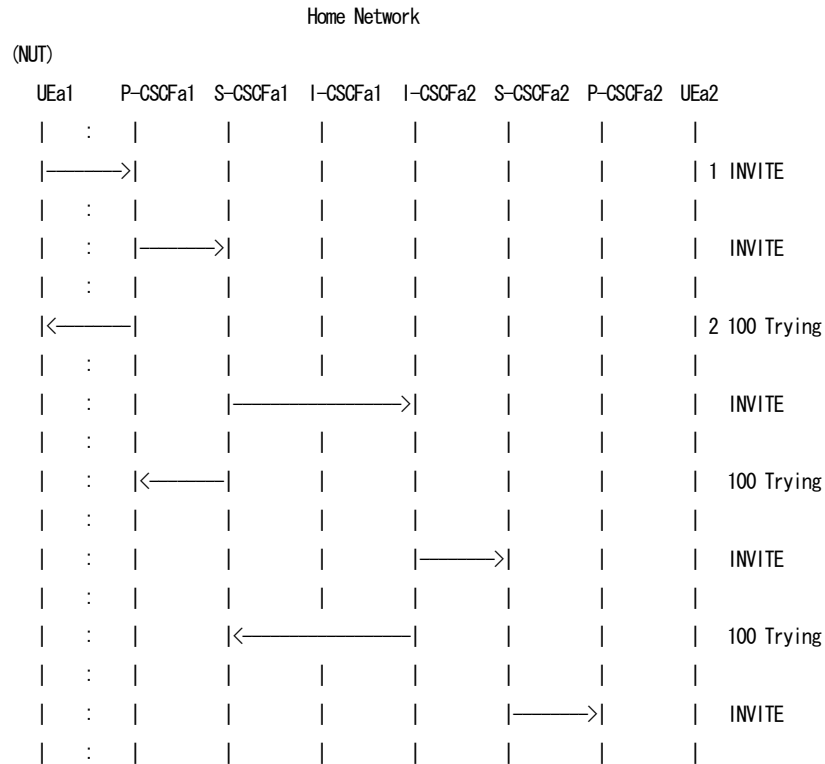 Home Network
(NUT)
UEa1 P-CSCFa1 S-CSCFa1 I-CSCFa1 I-CSCFa2 S-CSCFa2 P-CSCFa2 UEa2
1 INVITE
INVITE
2 100 Trying
INVITE
100 Trying
INVITE
100 Trying
INVITE